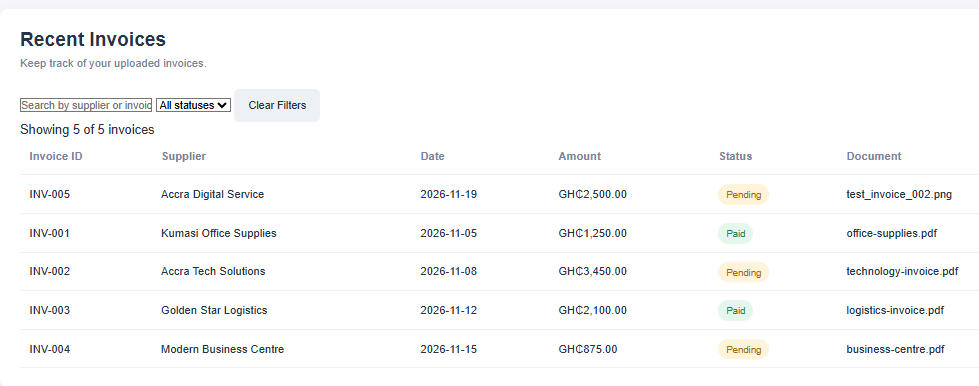 Recent Invoices
Keep track of your uploaded invoices.
Search by supplier or invoic All statuses Clear Filters
Showing 5 of 5 invoices
Invoice ID Supplier Date Amount Status Document
INV-005 Accra Digital Service 2026-11-19 GH₵2,500.00 Pending test_invoice_002.png
INV-001 Kumasi Office Supplies 2026-11-05 GH₵1,250.00 Paid office-supplies.pdf
INV-002 Accra Tech Solutions 2026-11-08 GH₵3,450.00 Pending technology-invoice.pdf
INV-003 Golden Star Logistics 2026-11-12 GH₵2,100.00 Paid logistics-invoice.pdf
INV-004 Modern Business Centre 2026-11-15 GH₵875.00 Pending business-centre.pdf